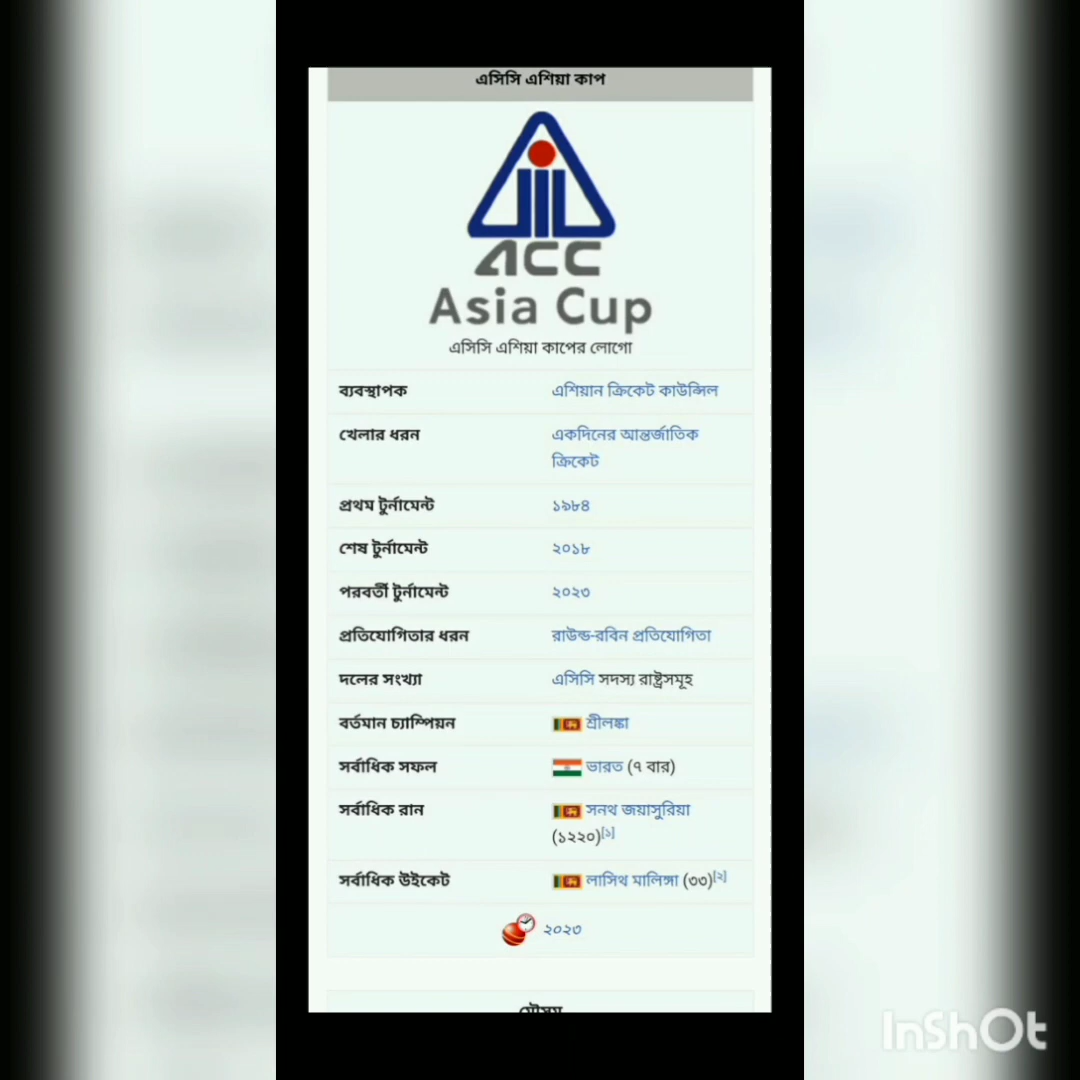 এসিসি এশিয়া কাপ
ACC
Asia Cup
এসিসি এশিয়া কাপের লোগো
ব্যবস্থাপক এশিয়ান ক্রিকেট কাউন্সিল
খেলার ধরন একদিনের আন্তর্জাতিক
ক্রিকেট
প্রথম টুর্নামেন্ট ১৯৮৪
শেষ টুর্নামেন্ট ২০১৮
পরবর্তী টুর্নামেন্ট ২০২৩
প্রতিযোগিতার ধরন রাউন্ড-রবিন প্রতিযোগিতা
দলের সংখ্যা এসিসি সদস্য রাষ্ট্রসমূহ
বর্তমান চ্যাম্পিয়ন শ্রীলঙ্কা
সর্বাধিক সফল ভারত (৭ বার)
সর্বাধিক রান সনথ জয়াসুরিয়া
(১২২০)[১]
সর্বাধিক উইকেট লাসিথ মালিঙ্গা (৩৩)[২]
২০২৩
মৌসুম
InShOt